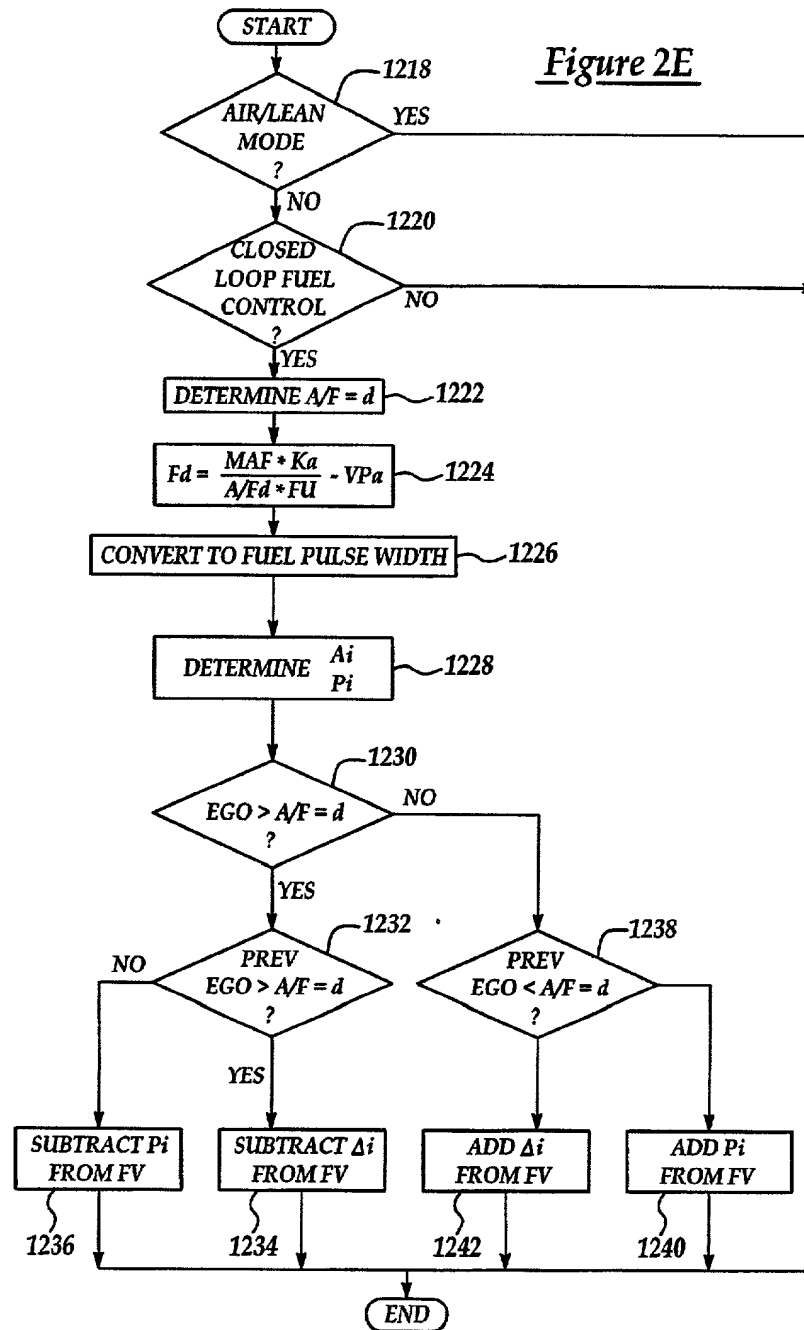 START
Figure 2E
1218
AIR/LEAN
MODE
?
YES
NO
1220
CLOSED
LOOP FUEL
CONTROL
?
NO
YES
DETERMINE A/F = d
1222
Fd = MAF * Ka / A/Fd * FU - VPa
1224
CONVERT TO FUEL PULSE WIDTH
1226
DETERMINE Ai
Pi
1228
1230
EGO > A/F = d
?
NO
YES
1232
PREV
EGO > A/F = d
?
NO
YES
1238
PREV
EGO < A/F = d
?
SUBTRACT Pi
FROM FV
SUBTRACT Δi
FROM FV
ADD Δi
FROM FV
ADD Pi
FROM FV
1236
1234
1242
1240
END